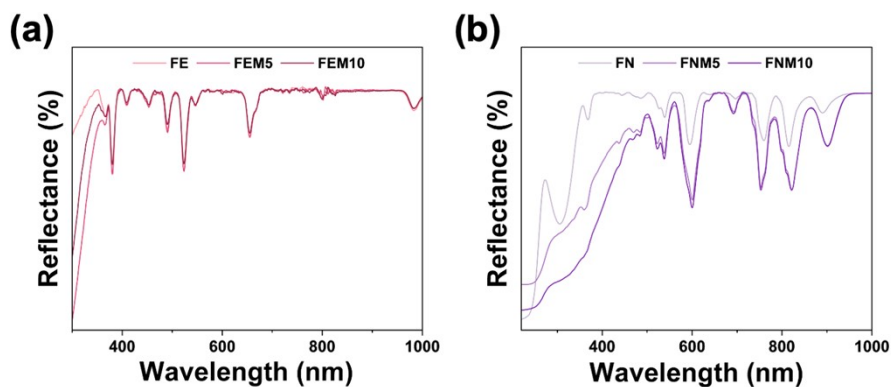 (a)
FE FEM5 FEM10
Reflectance (%)
400 600 800 1000
Wavelength (nm)
(b)
FN FNM5 FNM10
Reflectance (%)
400 600 800 1000
Wavelength (nm)